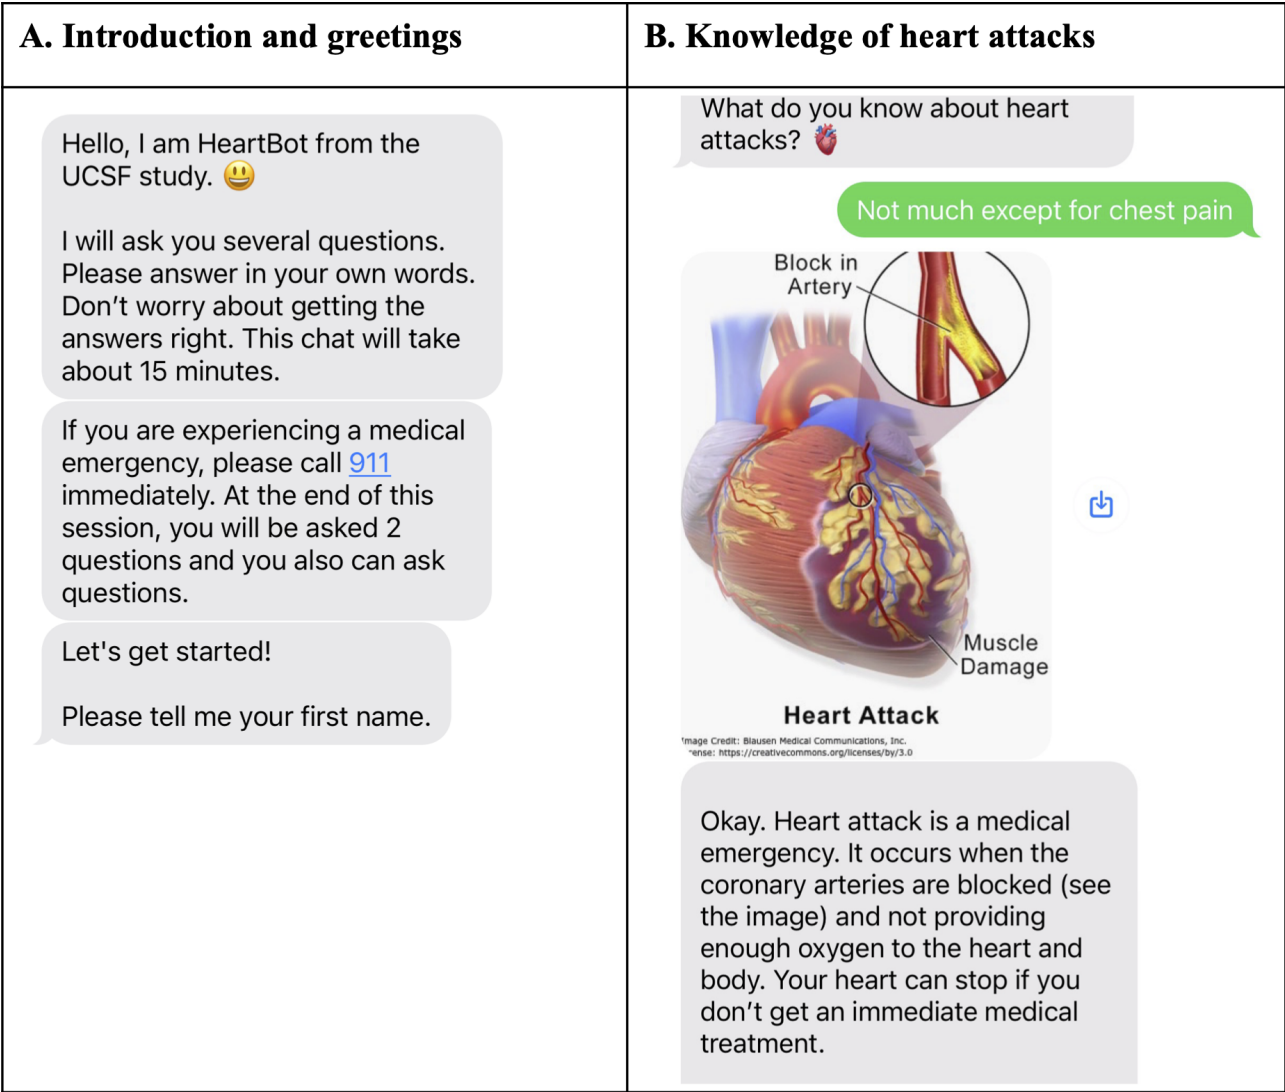 A. Introduction and greetings
Hello, I am HeartBot from the
UCSF study. 😃
I will ask you several questions.
Please answer in your own words.
Don’t worry about getting the
answers right. This chat will take
about 15 minutes.
If you are experiencing a medical
emergency, please call 911
immediately. At the end of this
session, you will be asked 2
questions and you also can ask
questions.
Let's get started!
Please tell me your first name.
B. Knowledge of heart attacks
What do you know about heart
attacks? 🫀
Not much except for chest pain
Block in
Artery
Muscle
Damage
Heart Attack
Image Credit: Blausen Medical Communications, Inc.
ense: https://creativecommons.org/licenses/by/3.0
Okay. Heart attack is a medical
emergency. It occurs when the
coronary arteries are blocked (see
the image) and not providing
enough oxygen to the heart and
body. Your heart can stop if you
don’t get an immediate medical
treatment.